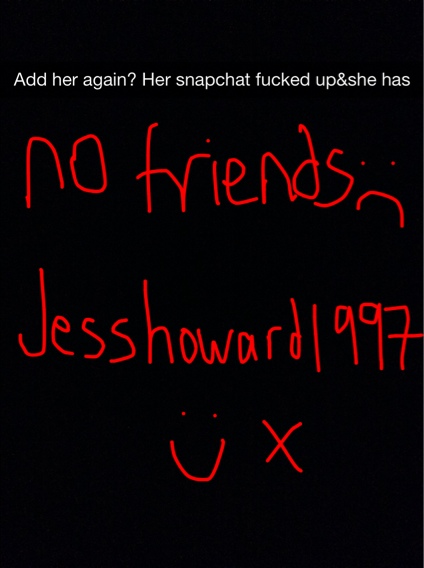 Add her again? Her snapchat fucked up&she has
no friends :(
Jesshoward1997
:) x